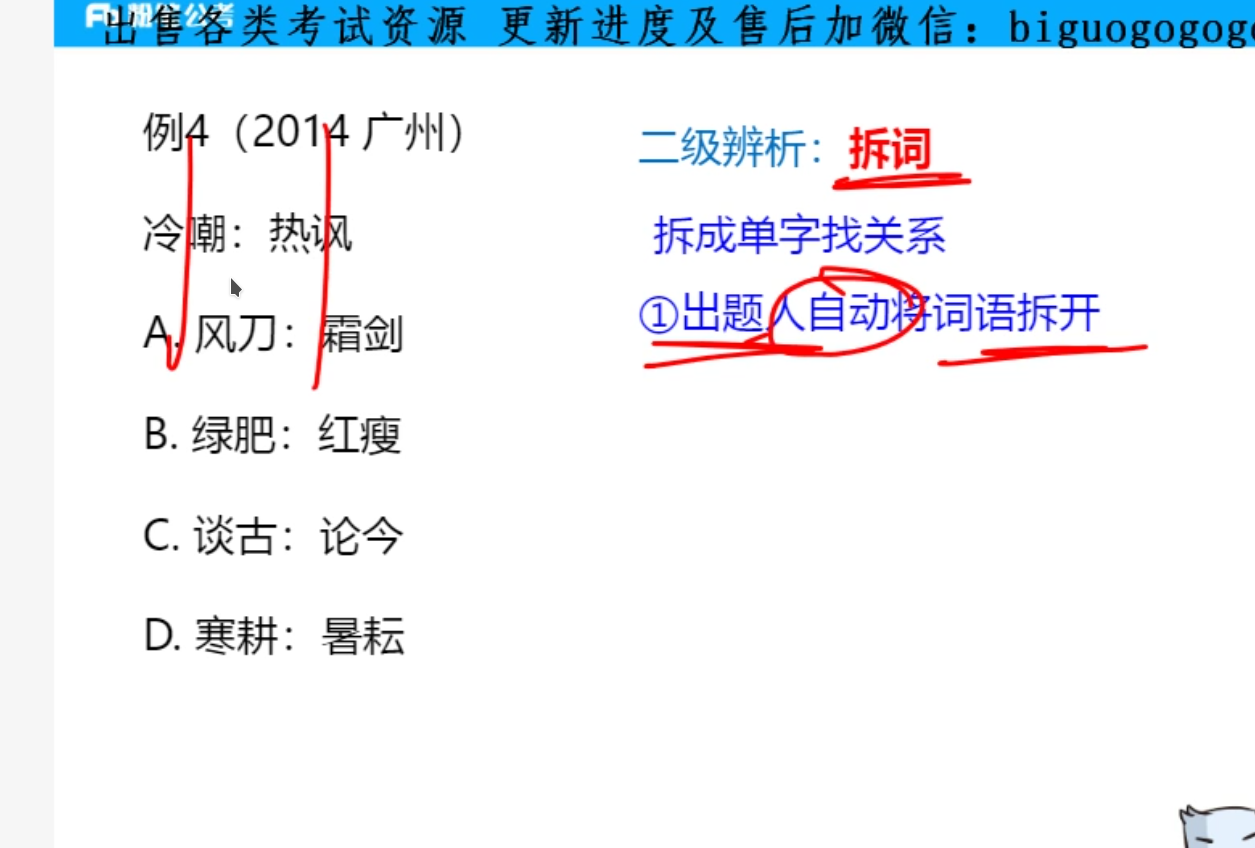 出售各类考试资源 更新进度及售后加微信：biguogogog
例4（2014 广州）
冷嘲：热讽
A. 风刀：霜剑
B. 绿肥：红瘦
C. 谈古：论今
D. 寒耕：暑耘
二级辨析：拆词
拆成单字找关系
①出题人自动将词语拆开